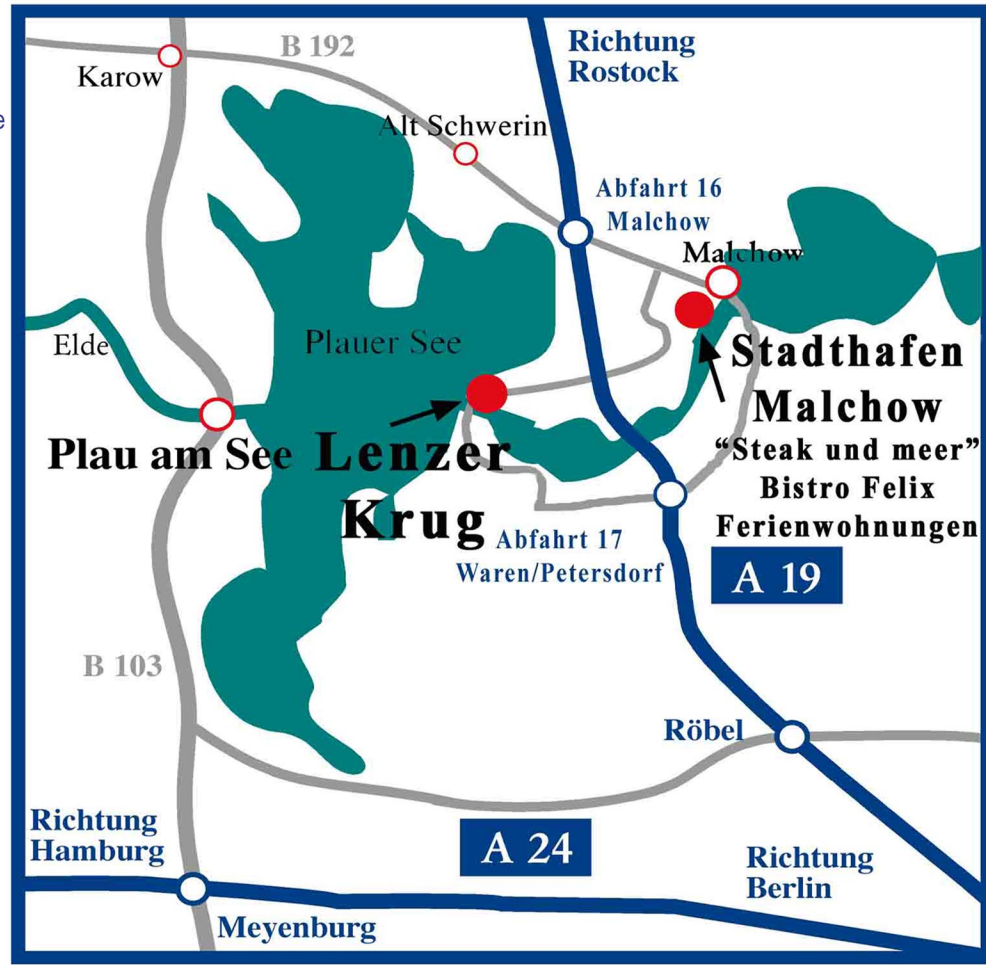 B 192
Richtung
Rostock
Karow
e
Alt Schwerin
Abfahrt 16
Malchow
Malchow
Elde
Plauer See
Stadthafen
Malchow
“Steak und meer”
Bistro Felix
Ferienwohnungen
Plau am See
Lenzer
Krug
Abfahrt 17
Waren/Petersdorf
A 19
B 103
Röbel
Richtung
Hamburg
A 24
Richtung
Berlin
Meyenburg